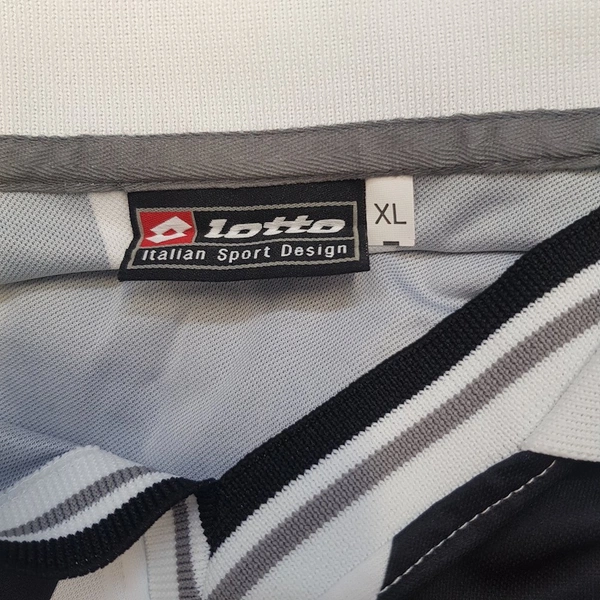 lotto
Italian Sport Design
XL